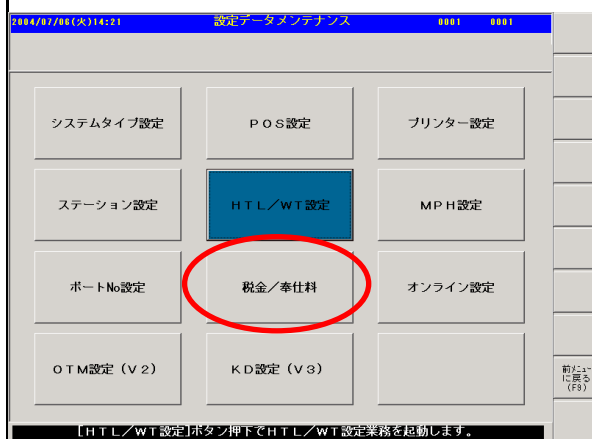 2004/07/06(火)14:21 設定データメンテナンス 0001 0001
システムタイプ設定 POS設定 プリンター設定
ステーション設定 HTL/WT設定 MPH設定
ポートNo設定 税金/奉仕料 オンライン設定
OTM設定(V2) KD設定(V3)
前メニュー
に戻る
(F9)
[HTL/WT設定]ボタン押下でHTL/WT設定業務を起動します。